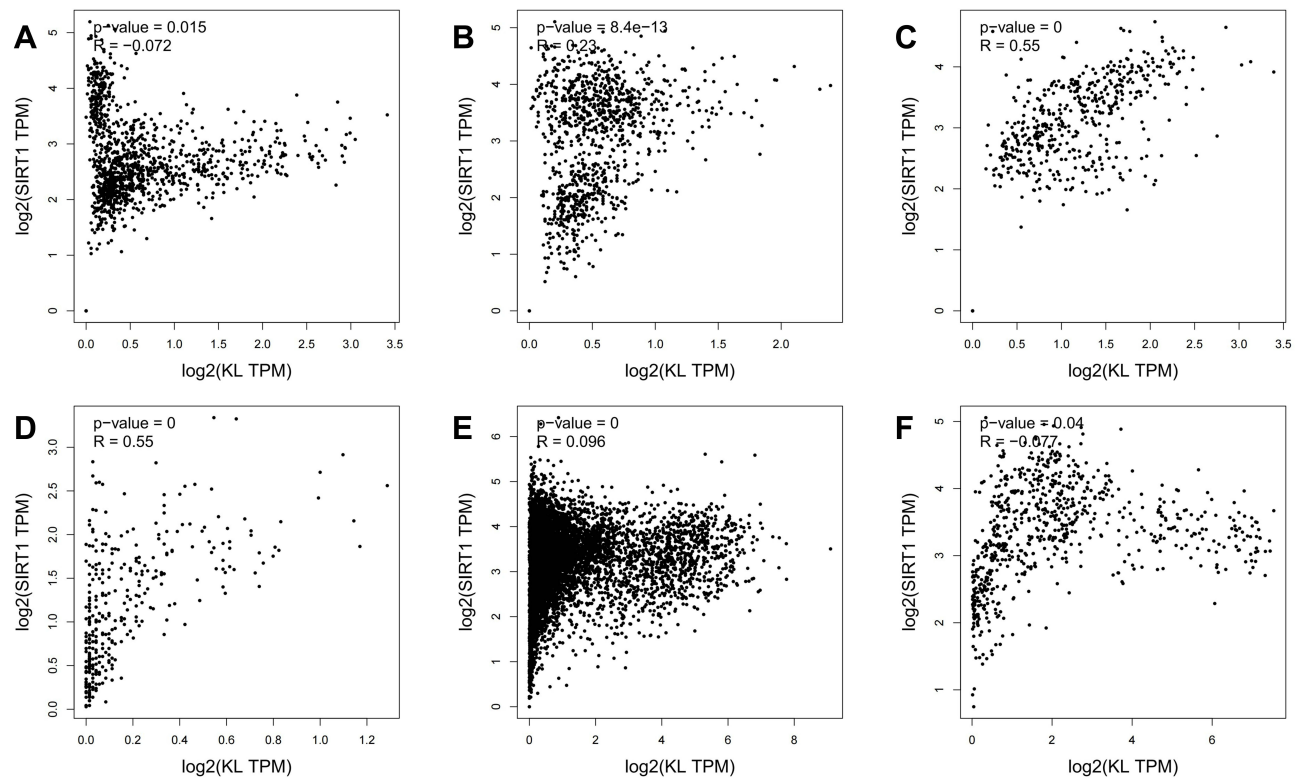 A
p−value = 0.015
R = −0.072
log2(SIRT1 TPM)
0 1 2 3 4 5
0.0 0.5 1.0 1.5 2.0 2.5 3.0 3.5
log2(KL TPM)
B
p−value = 8.4e−13
R = 0.23
log2(SIRT1 TPM)
0 1 2 3 4 5
0.0 0.5 1.0 1.5 2.0
log2(KL TPM)
C
p−value = 0
R = 0.55
log2(SIRT1 TPM)
0 1 2 3 4
0.0 0.5 1.0 1.5 2.0 2.5 3.0 3.5
log2(KL TPM)
D
p−value = 0
R = 0.55
log2(SIRT1 TPM)
0.0 0.5 1.0 1.5 2.0 2.5 3.0
0.0 0.2 0.4 0.6 0.8 1.0 1.2
log2(KL TPM)
E
p−value = 0
R = 0.096
log2(SIRT1 TPM)
0 1 2 3 4 5 6
0 2 4 6 8
log2(KL TPM)
F
p−value = 0.04
R = −0.077
log2(SIRT1 TPM)
1 2 3 4 5
0 2 4 6
log2(KL TPM)